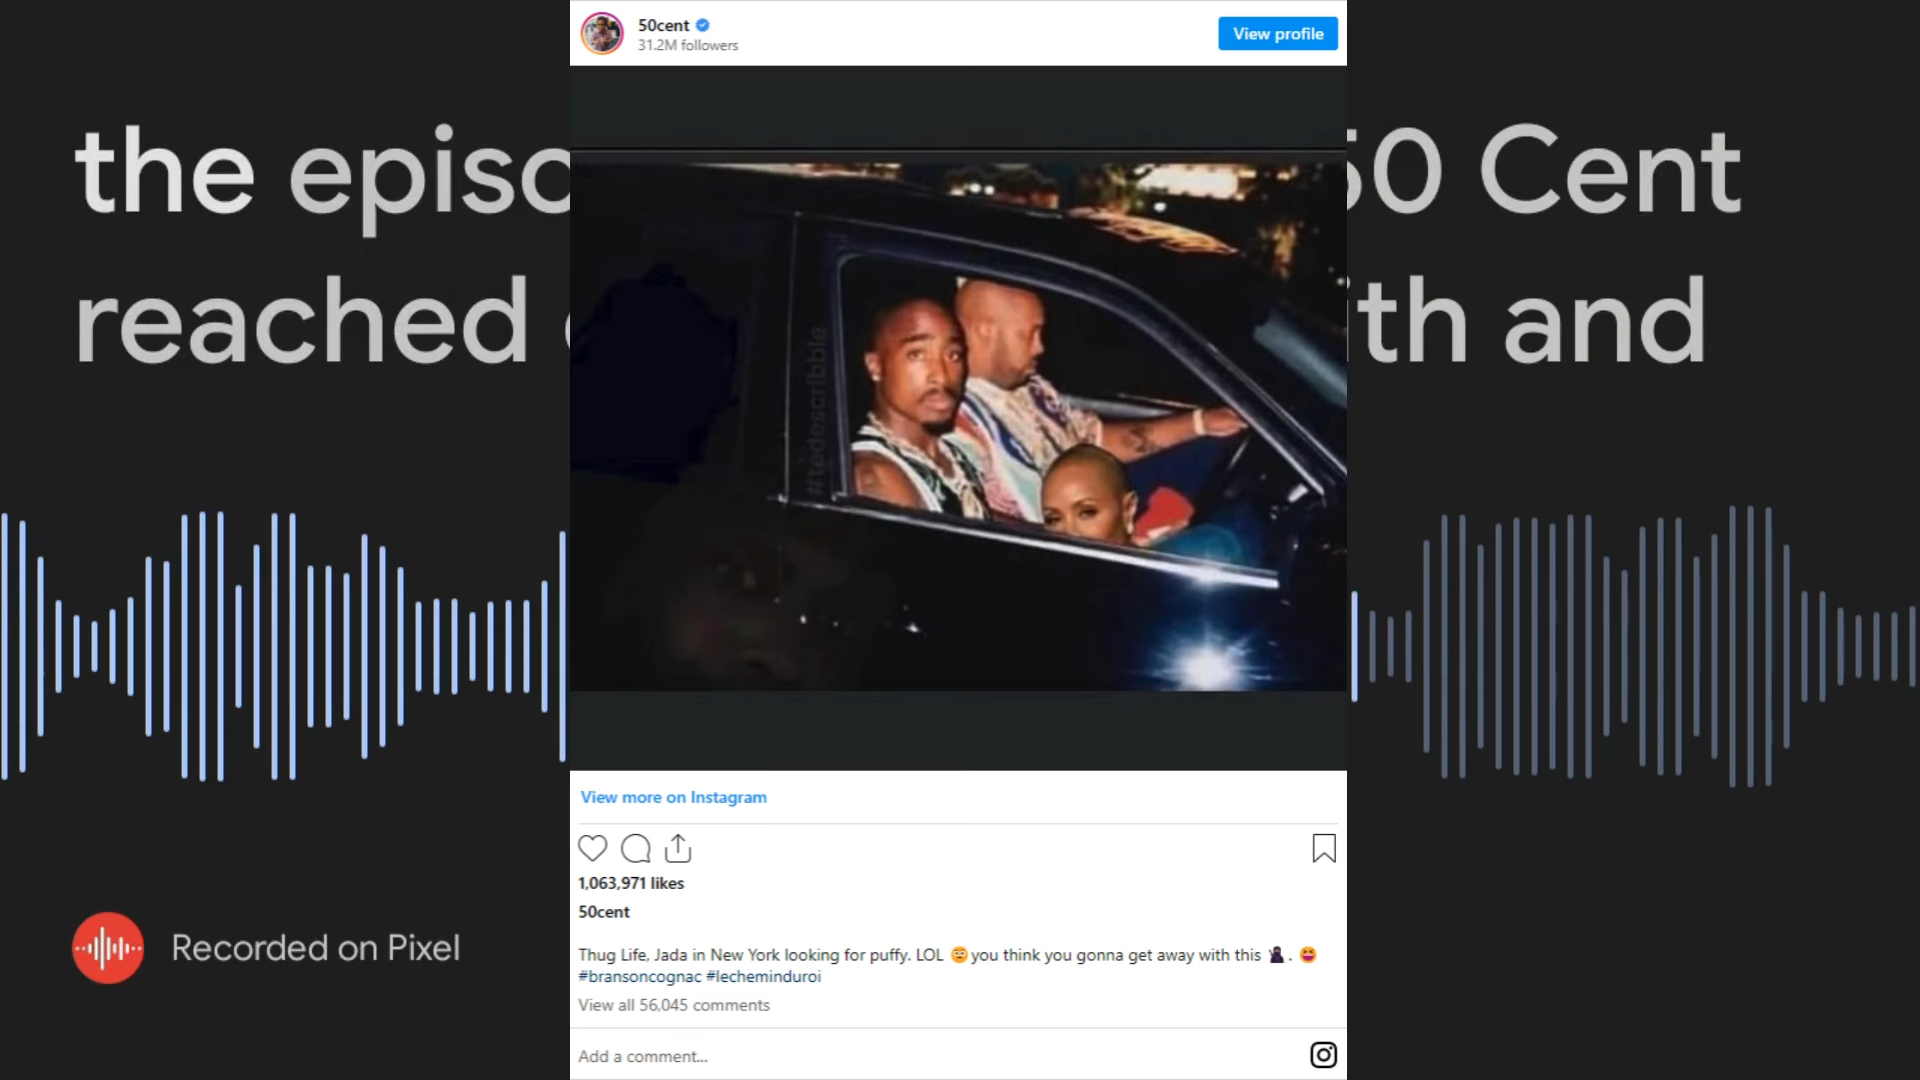 50cent
31.2M followers
View profile
the episo
50 Cent
reached
ith and
#tedescribble
View more on Instagram
1,063,971 likes
50cent
Thug Life, Jada in New York looking for puffy. LOL 😳you think you gonna get away with this 🥷. 😆
#bransoncognac #lecheminduroi
View all 56,045 comments
Add a comment...
Recorded on Pixel